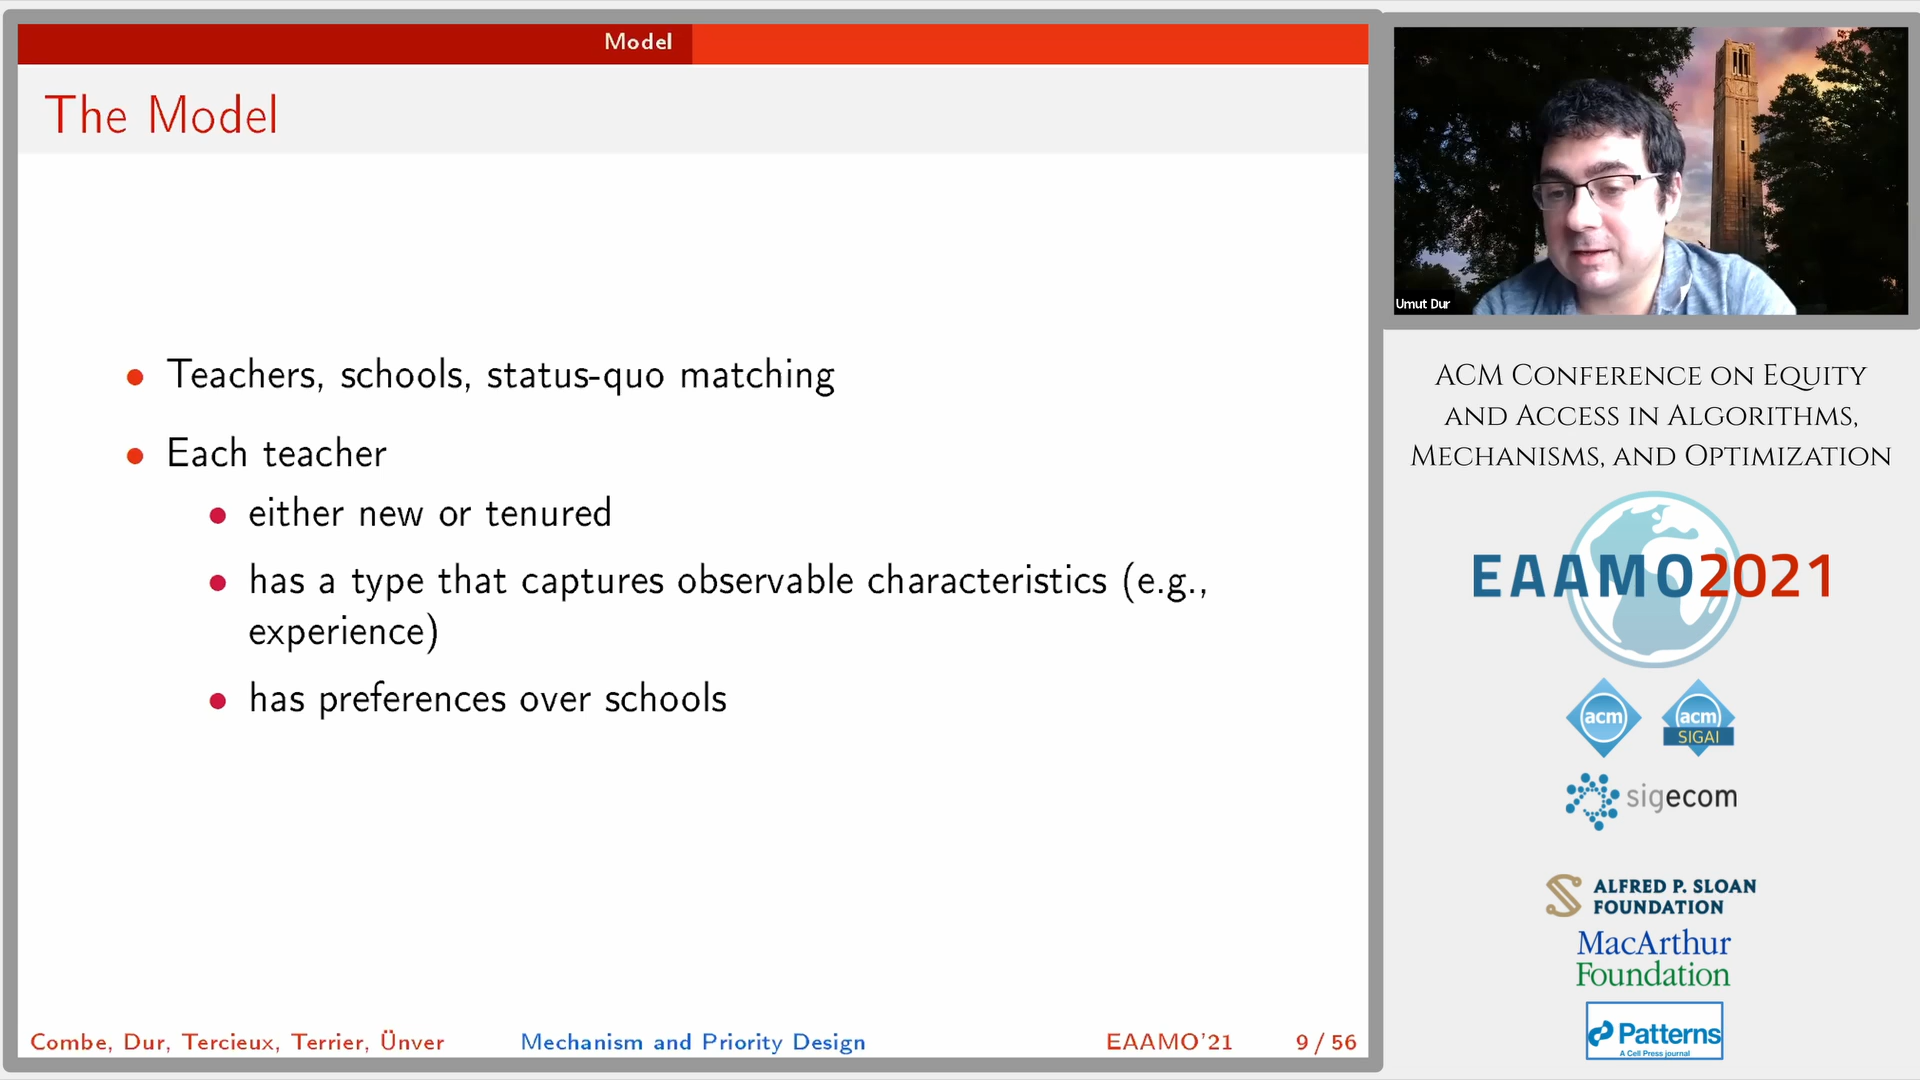 Model
The Model
Teachers, schools, status-quo matching
Each teacher
either new or tenured
has a type that captures observable characteristics (e.g.,
experience)
has preferences over schools
Combe, Dur, Tercieux, Terrier, Ünver
Mechanism and Priority Design
EAAMO'21
9 / 56
Umut Dur
ACM Conference on Equity
and Access in Algorithms,
Mechanisms, and Optimization
EAAMO2021
acm
acm
SIGAI
sigecom
ALFRED P. SLOAN
FOUNDATION
MacArthur
Foundation
Patterns
A Cell Press journal